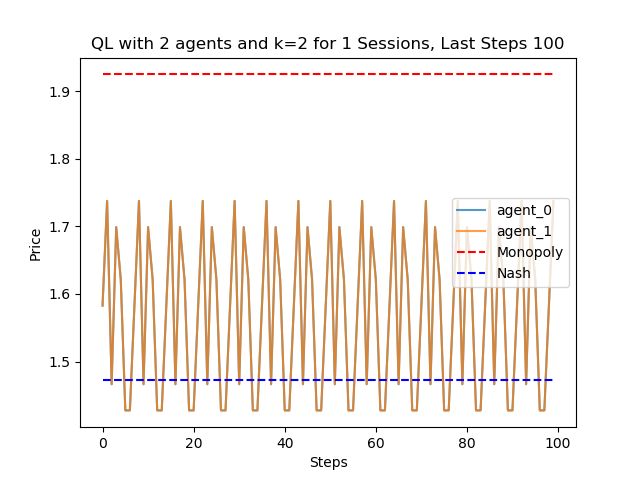 QL with 2 agents and k=2 for 1 Sessions, Last Steps 100
Price
1.9
1.8
1.7
1.6
1.5
agent_0
agent_1
Monopoly
Nash
0 20 40 60 80 100
Steps